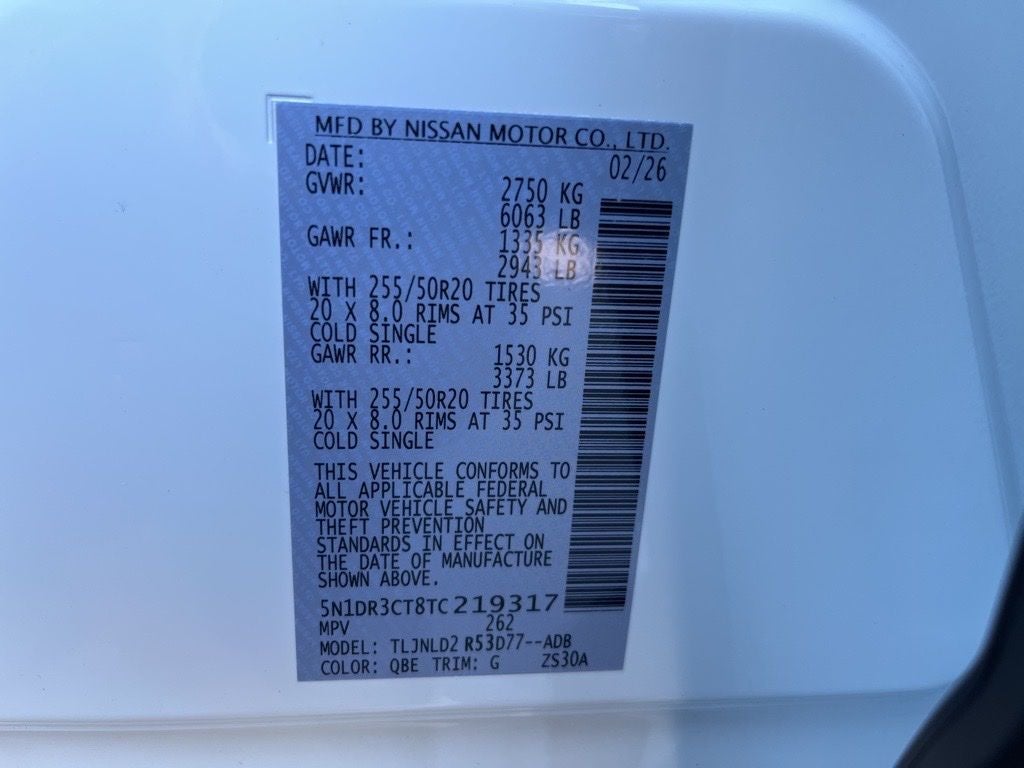 MFD BY NISSAN MOTOR CO., LTD.
DATE: 02/26
GVWR: 2750 KG
6063 LB
GAWR FR.: 1335 KG
2943 LB
WITH 255/50R20 TIRES
20 X 8.0 RIMS AT 35 PSI
COLD SINGLE
GAWR RR.: 1530 KG
3373 LB
WITH 255/50R20 TIRES
20 X 8.0 RIMS AT 35 PSI
COLD SINGLE
THIS VEHICLE CONFORMS TO
ALL APPLICABLE FEDERAL
MOTOR VEHICLE SAFETY AND
THEFT PREVENTION
STANDARDS IN EFFECT ON
THE DATE OF MANUFACTURE
SHOWN ABOVE.
5N1DR3CT8TC219317
MPV 262
MODEL: TLJNLD2 R53D77--ADB
COLOR: QBE TRIM: G ZS30A